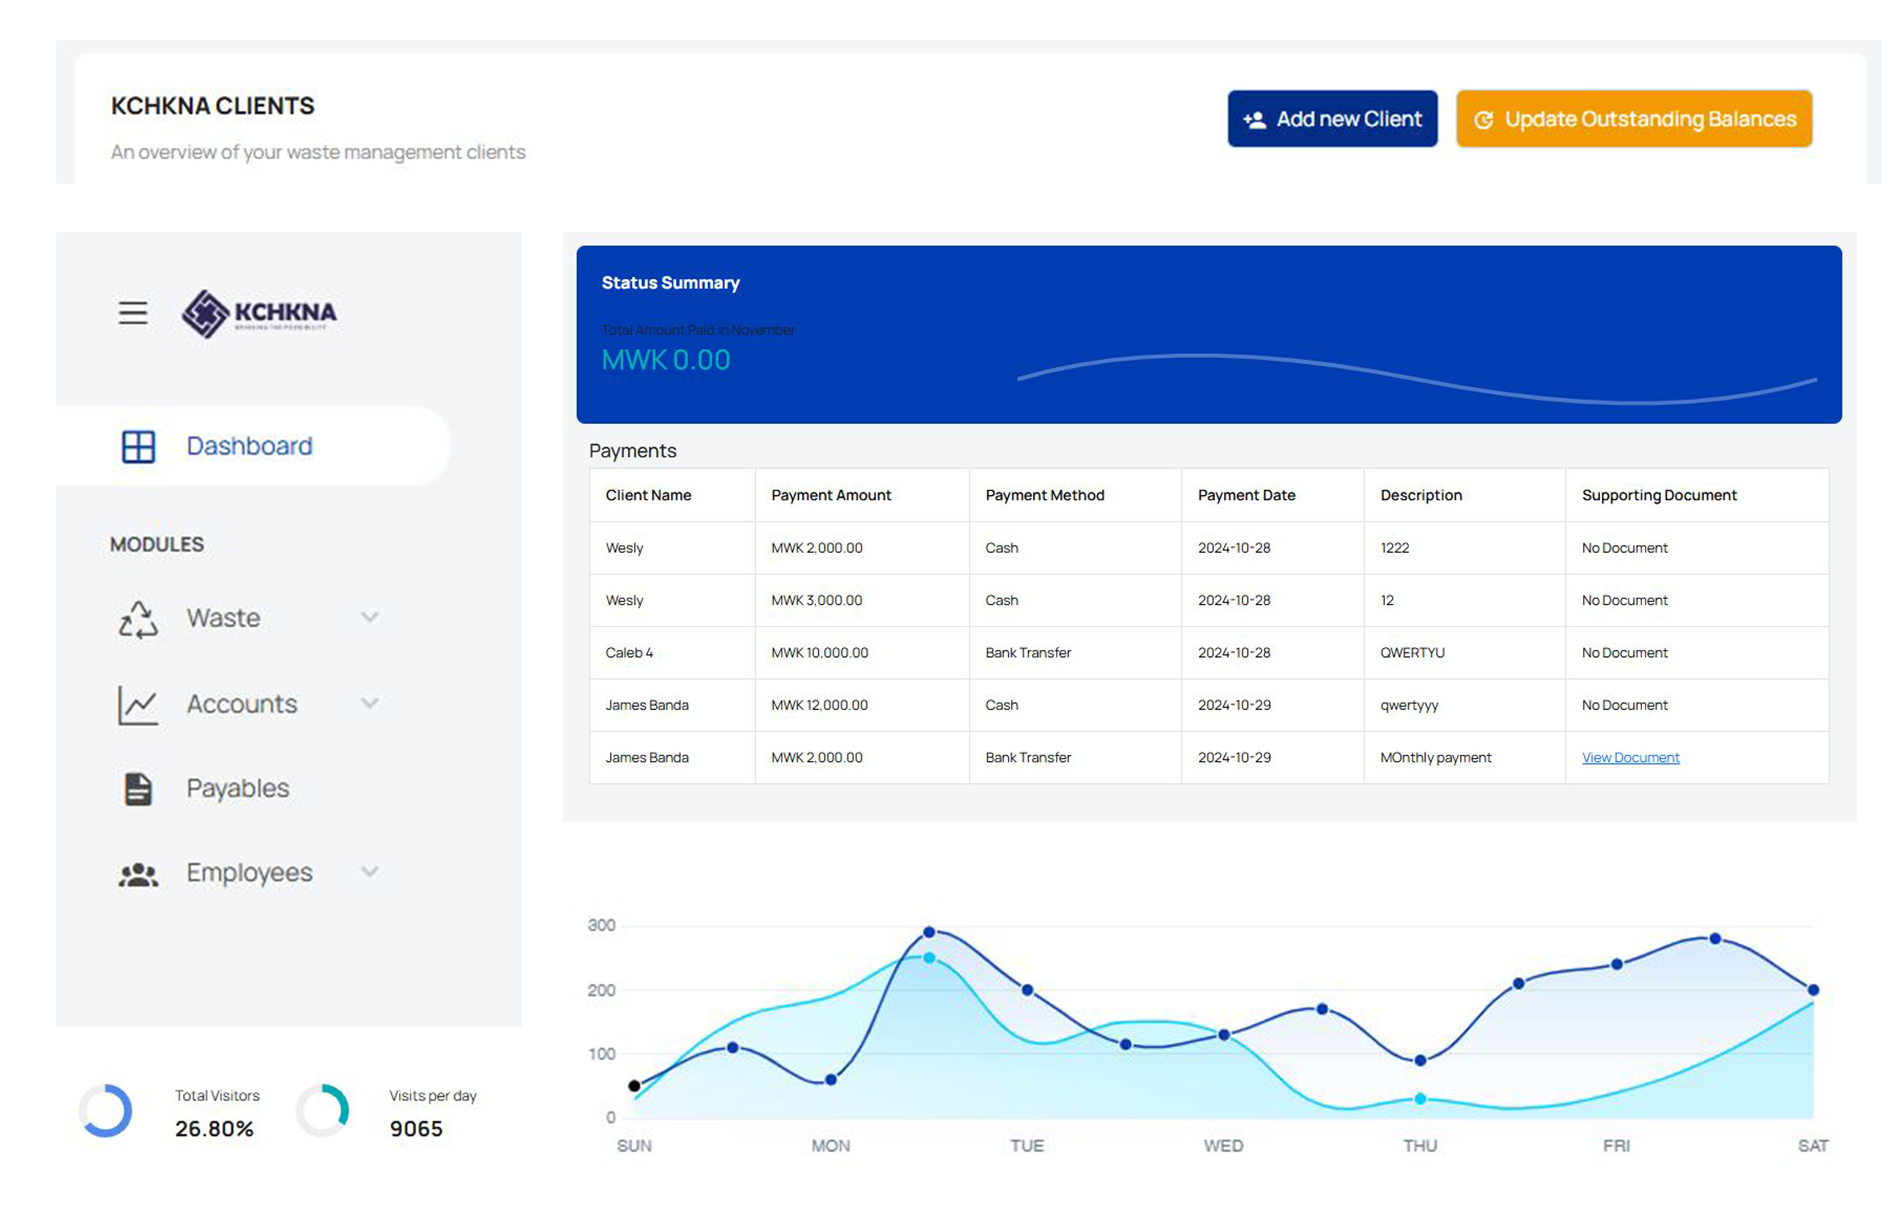 KCHKNA CLIENTS
An overview of your waste management clients
Add new Client
Update Outstanding Balances
KCHKNA
BRINGING THE POSSIBILITY
Dashboard
MODULES
Waste
Accounts
Payables
Employees
Total Visitors
26.80%
Visits per day
9065
Status Summary
Total Amount Paid in November
MWK 0.00
Payments
Client Name Payment Amount Payment Method Payment Date Description Supporting Document
Wesly MWK 2,000.00 Cash 2024-10-28 1222 No Document
Wesly MWK 3,000.00 Cash 2024-10-28 12 No Document
Caleb 4 MWK 10,000.00 Bank Transfer 2024-10-28 QWERTYU No Document
James Banda MWK 12,000.00 Cash 2024-10-29 qwertyyy No Document
James Banda MWK 2,000.00 Bank Transfer 2024-10-29 MOnthly payment View Document
300
200
100
0
SUN MON TUE WED THU FRI SAT